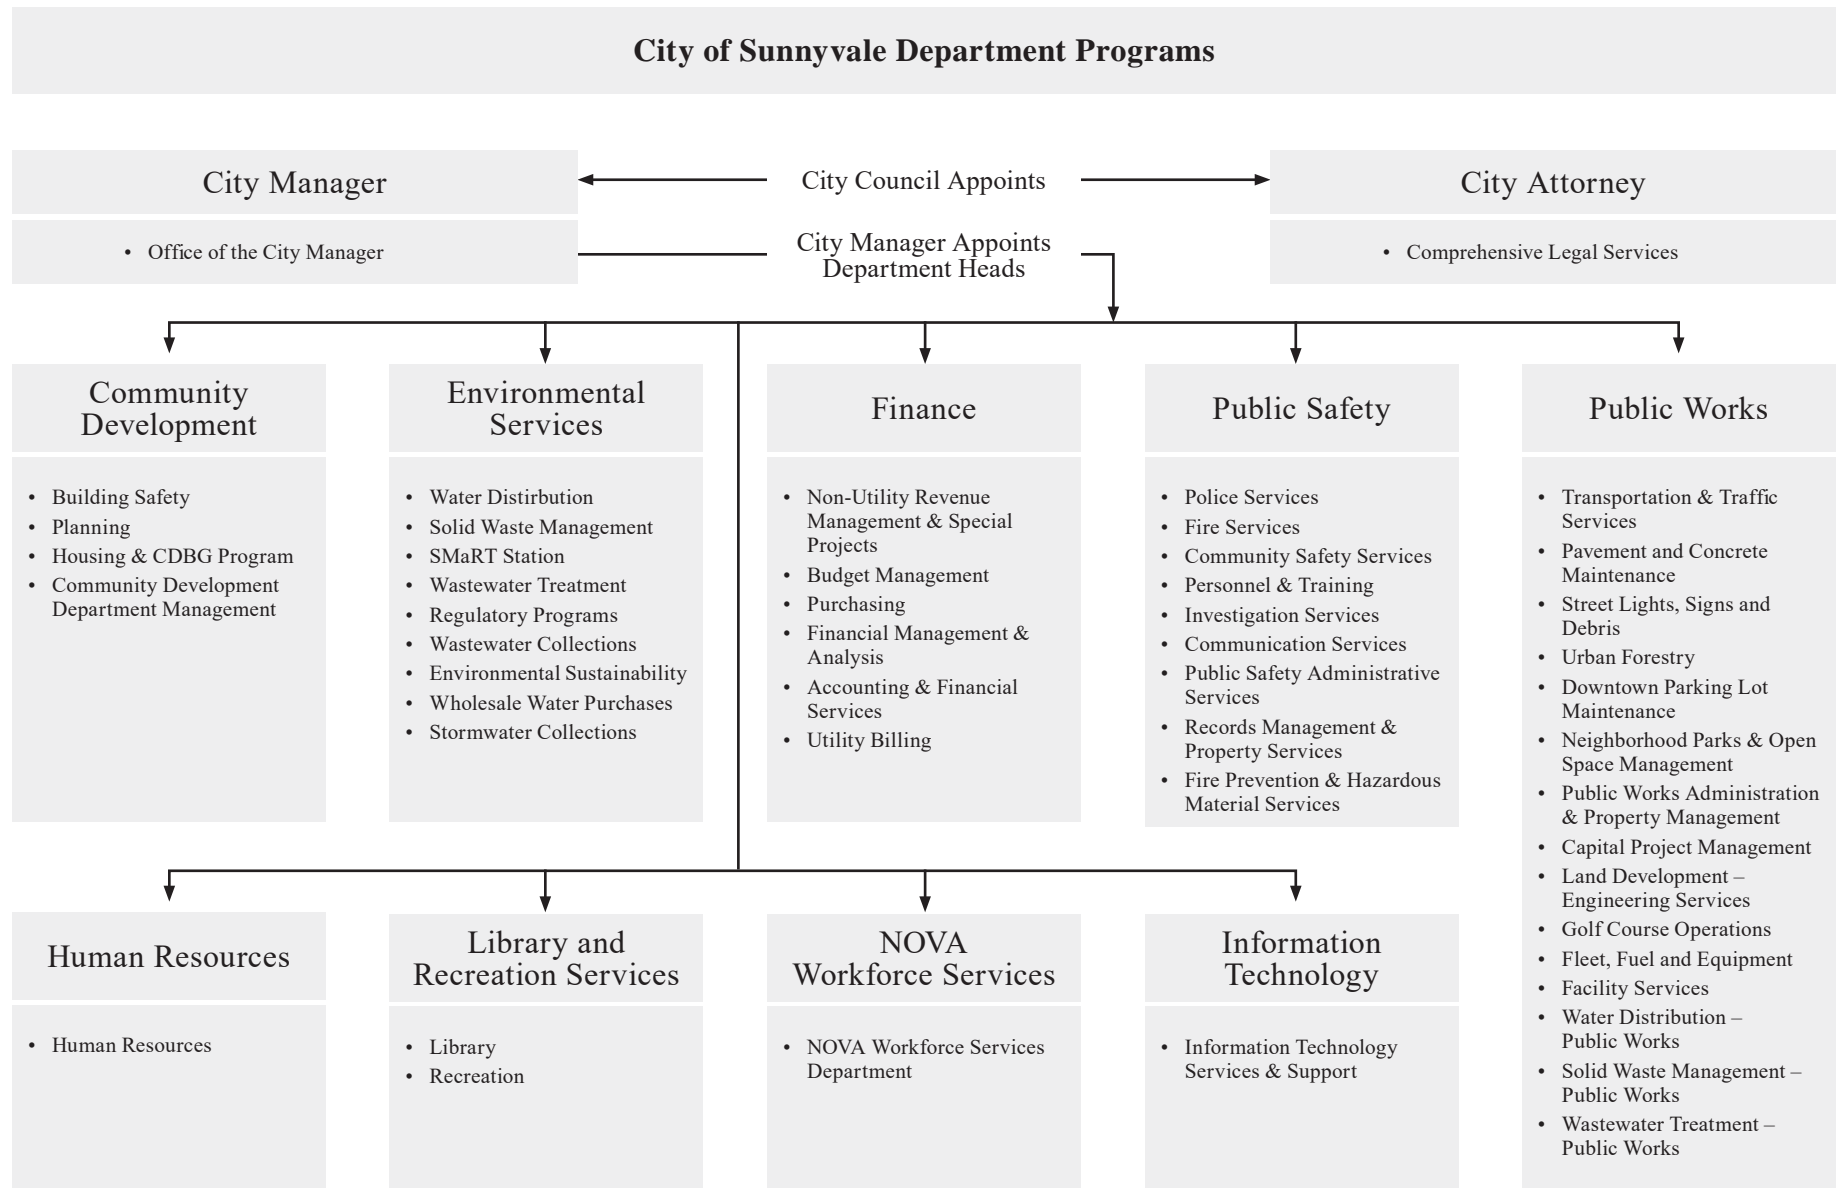 City of Sunnyvale Department Programs
City Manager
City Council Appoints
City Attorney
• Office of the City Manager
City Manager Appoints
Department Heads
• Comprehensive Legal Services
Community
Development
• Building Safety
• Planning
• Housing & CDBG Program
• Community Development
Department Management
Environmental
Services
• Water Distirbution
• Solid Waste Management
• SMaRT Station
• Wastewater Treatment
• Regulatory Programs
• Wastewater Collections
• Environmental Sustainability
• Wholesale Water Purchases
• Stormwater Collections
Finance
• Non-Utility Revenue
Management & Special
Projects
• Budget Management
• Purchasing
• Financial Management &
Analysis
• Accounting & Financial
Services
• Utility Billing
Public Safety
• Police Services
• Fire Services
• Community Safety Services
• Personnel & Training
• Investigation Services
• Communication Services
• Public Safety Administrative
Services
• Records Management &
Property Services
• Fire Prevention & Hazardous
Material Services
Public Works
• Transportation & Traffic
Services
• Pavement and Concrete
Maintenance
• Street Lights, Signs and
Debris
• Urban Forestry
• Downtown Parking Lot
Maintenance
• Neighborhood Parks & Open
Space Management
• Public Works Administration
& Property Management
• Capital Project Management
• Land Development –
Engineering Services
• Golf Course Operations
• Fleet, Fuel and Equipment
• Facility Services
• Water Distribution –
Public Works
• Solid Waste Management –
Public Works
• Wastewater Treatment –
Public Works
Human Resources
• Human Resources
Library and
Recreation Services
• Library
• Recreation
NOVA
Workforce Services
• NOVA Workforce Services
Department
Information
Technology
• Information Technology
Services & Support